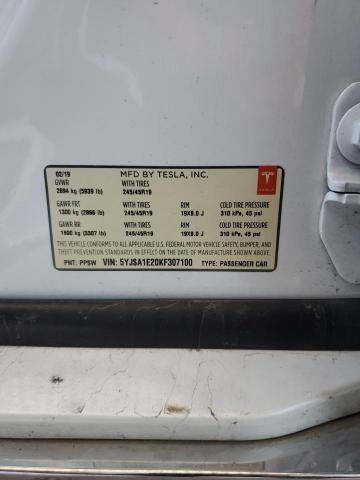 02/19 MFD BY TESLA, INC.
GVWR WITH TIRES
2694 kg (5939 lb) 245/45R19
TESLA
GAWR FRT WITH TIRES RIM COLD TIRE PRESSURE
1300 kg (2866 lb) 245/45R19 19X8.0 J 310 kPa, 45 psi
GAWR RR WITH TIRES RIM COLD TIRE PRESSURE
1500 kg (3307 lb) 245/45R19 19X8.0 J 310 kPa, 45 psi
THIS VEHICLE CONFORMS TO ALL APPLICABLE U.S. FEDERAL MOTOR VEHICLE SAFETY, BUMPER, AND
THEFT PREVENTION STANDARDS IN EFFECT ON THE DATE OF MANUFACTURE SHOWN ABOVE.
PNT: PPSW VIN: 5YJSA1E20KF307100 TYPE: PASSENGER CAR